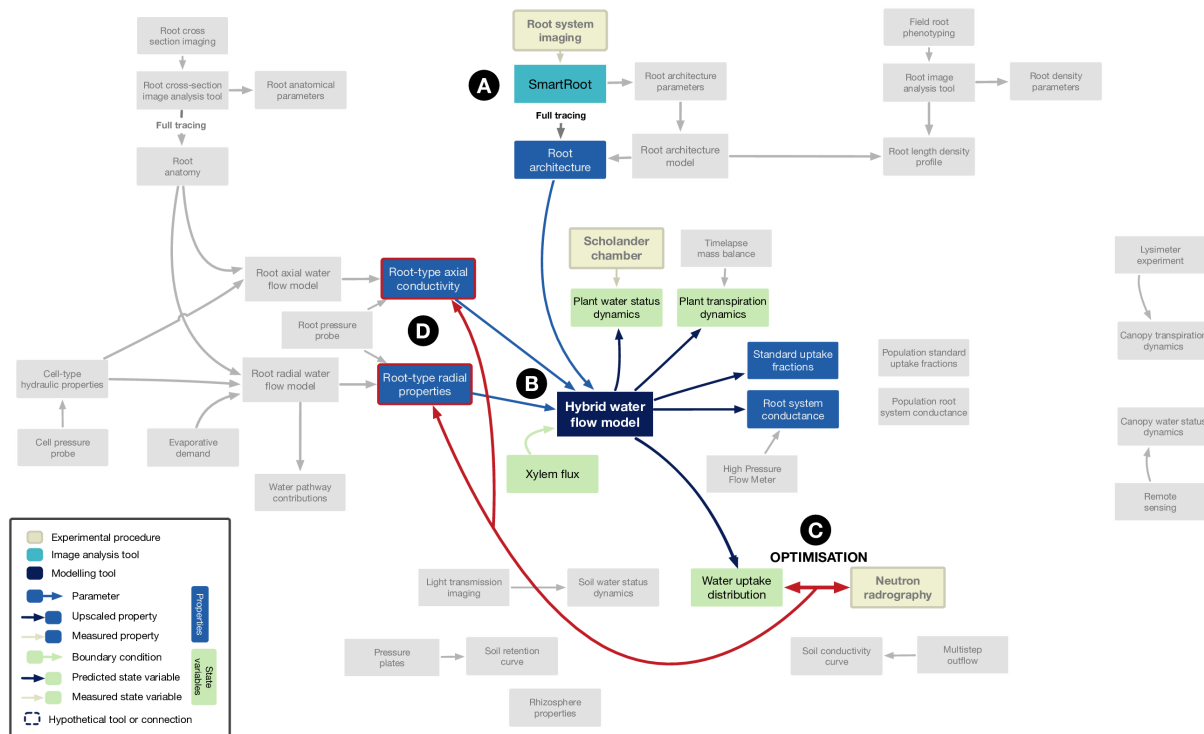 Root cross
section imaging
Root cross-section
image analysis tool
Root anatomical
parameters
Full tracing
Root
anatomy
Root system
imaging
A
SmartRoot
Root architecture
parameters
Full tracing
Root
architecture
Root architecture
model
Field root
phenotyping
Root image
analysis tool
Root density
parameters
Root length density
profile
Scholander
chamber
Timelapse
mass balance
Lysimeter
experiment
Root axial water
flow model
Root-type axial
conductivity
Plant water status
dynamics
Plant transpiration
dynamics
Root pressure
probe
D
Canopy transpiration
dynamics
Cell-type
hydraulic properties
Root radial water
flow model
Root-type radial
properties
B
Standard uptake
fractions
Population standard
uptake fractions
Hybrid water
flow model
Root system
conductance
Population root
system conductance
Cell pressure
probe
Evaporative
demand
Canopy water status
dynamics
Xylem flux
High Pressure
Flow Meter
Water pathway
contributions
Remote
sensing
C
OPTIMISATION
Light transmission
imaging
Soil water status
dynamics
Water uptake
distribution
Neutron
radiography
Pressure
plates
Soil retention
curve
Soil conductivity
curve
Multistep
outflow
Rhizosphere
properties
Experimental procedure
Image analysis tool
Modelling tool
Parameter
Upscaled property
Measured property
Properties
Boundary condition
Predicted state variable
Measured state variable
State
variables
Hypothetical tool or connection